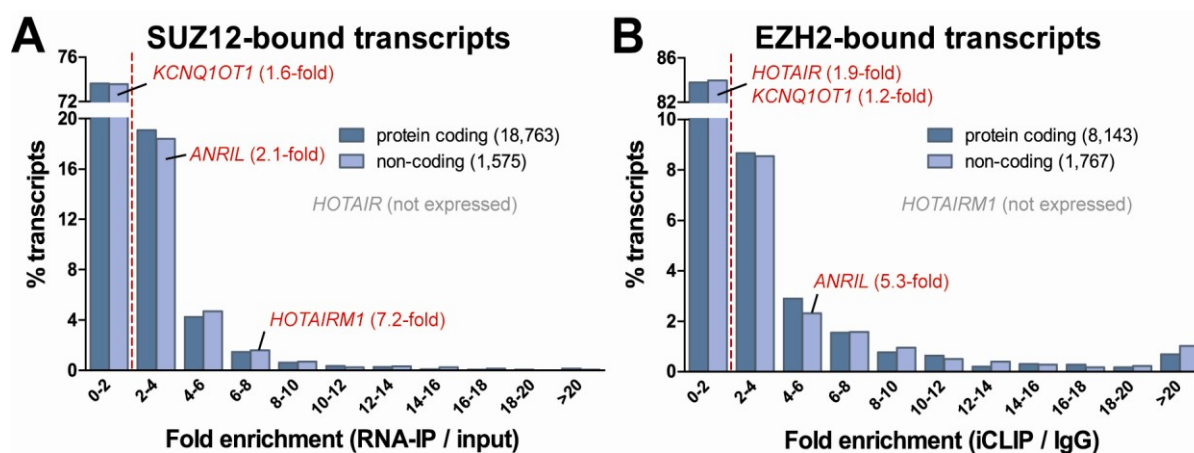 A
SUZ12-bound transcripts
76
72
20
16
12
8
4
0
% transcripts
KCNQ1OT1 (1.6-fold)
ANRIL (2.1-fold)
protein coding (18,763)
non-coding (1,575)
HOTAIR (not expressed)
HOTAIRM1 (7.2-fold)
0-2
2-4
4-6
6-8
8-10
10-12
12-14
14-16
16-18
18-20
>20
Fold enrichment (RNA-IP / input)
B
EZH2-bound transcripts
86
82
10
8
6
4
2
0
% transcripts
HOTAIR (1.9-fold)
KCNQ1OT1 (1.2-fold)
protein coding (8,143)
non-coding (1,767)
HOTAIRM1 (not expressed)
ANRIL (5.3-fold)
0-2
2-4
4-6
6-8
8-10
10-12
12-14
14-16
16-18
18-20
>20
Fold enrichment (iCLIP / IgG)